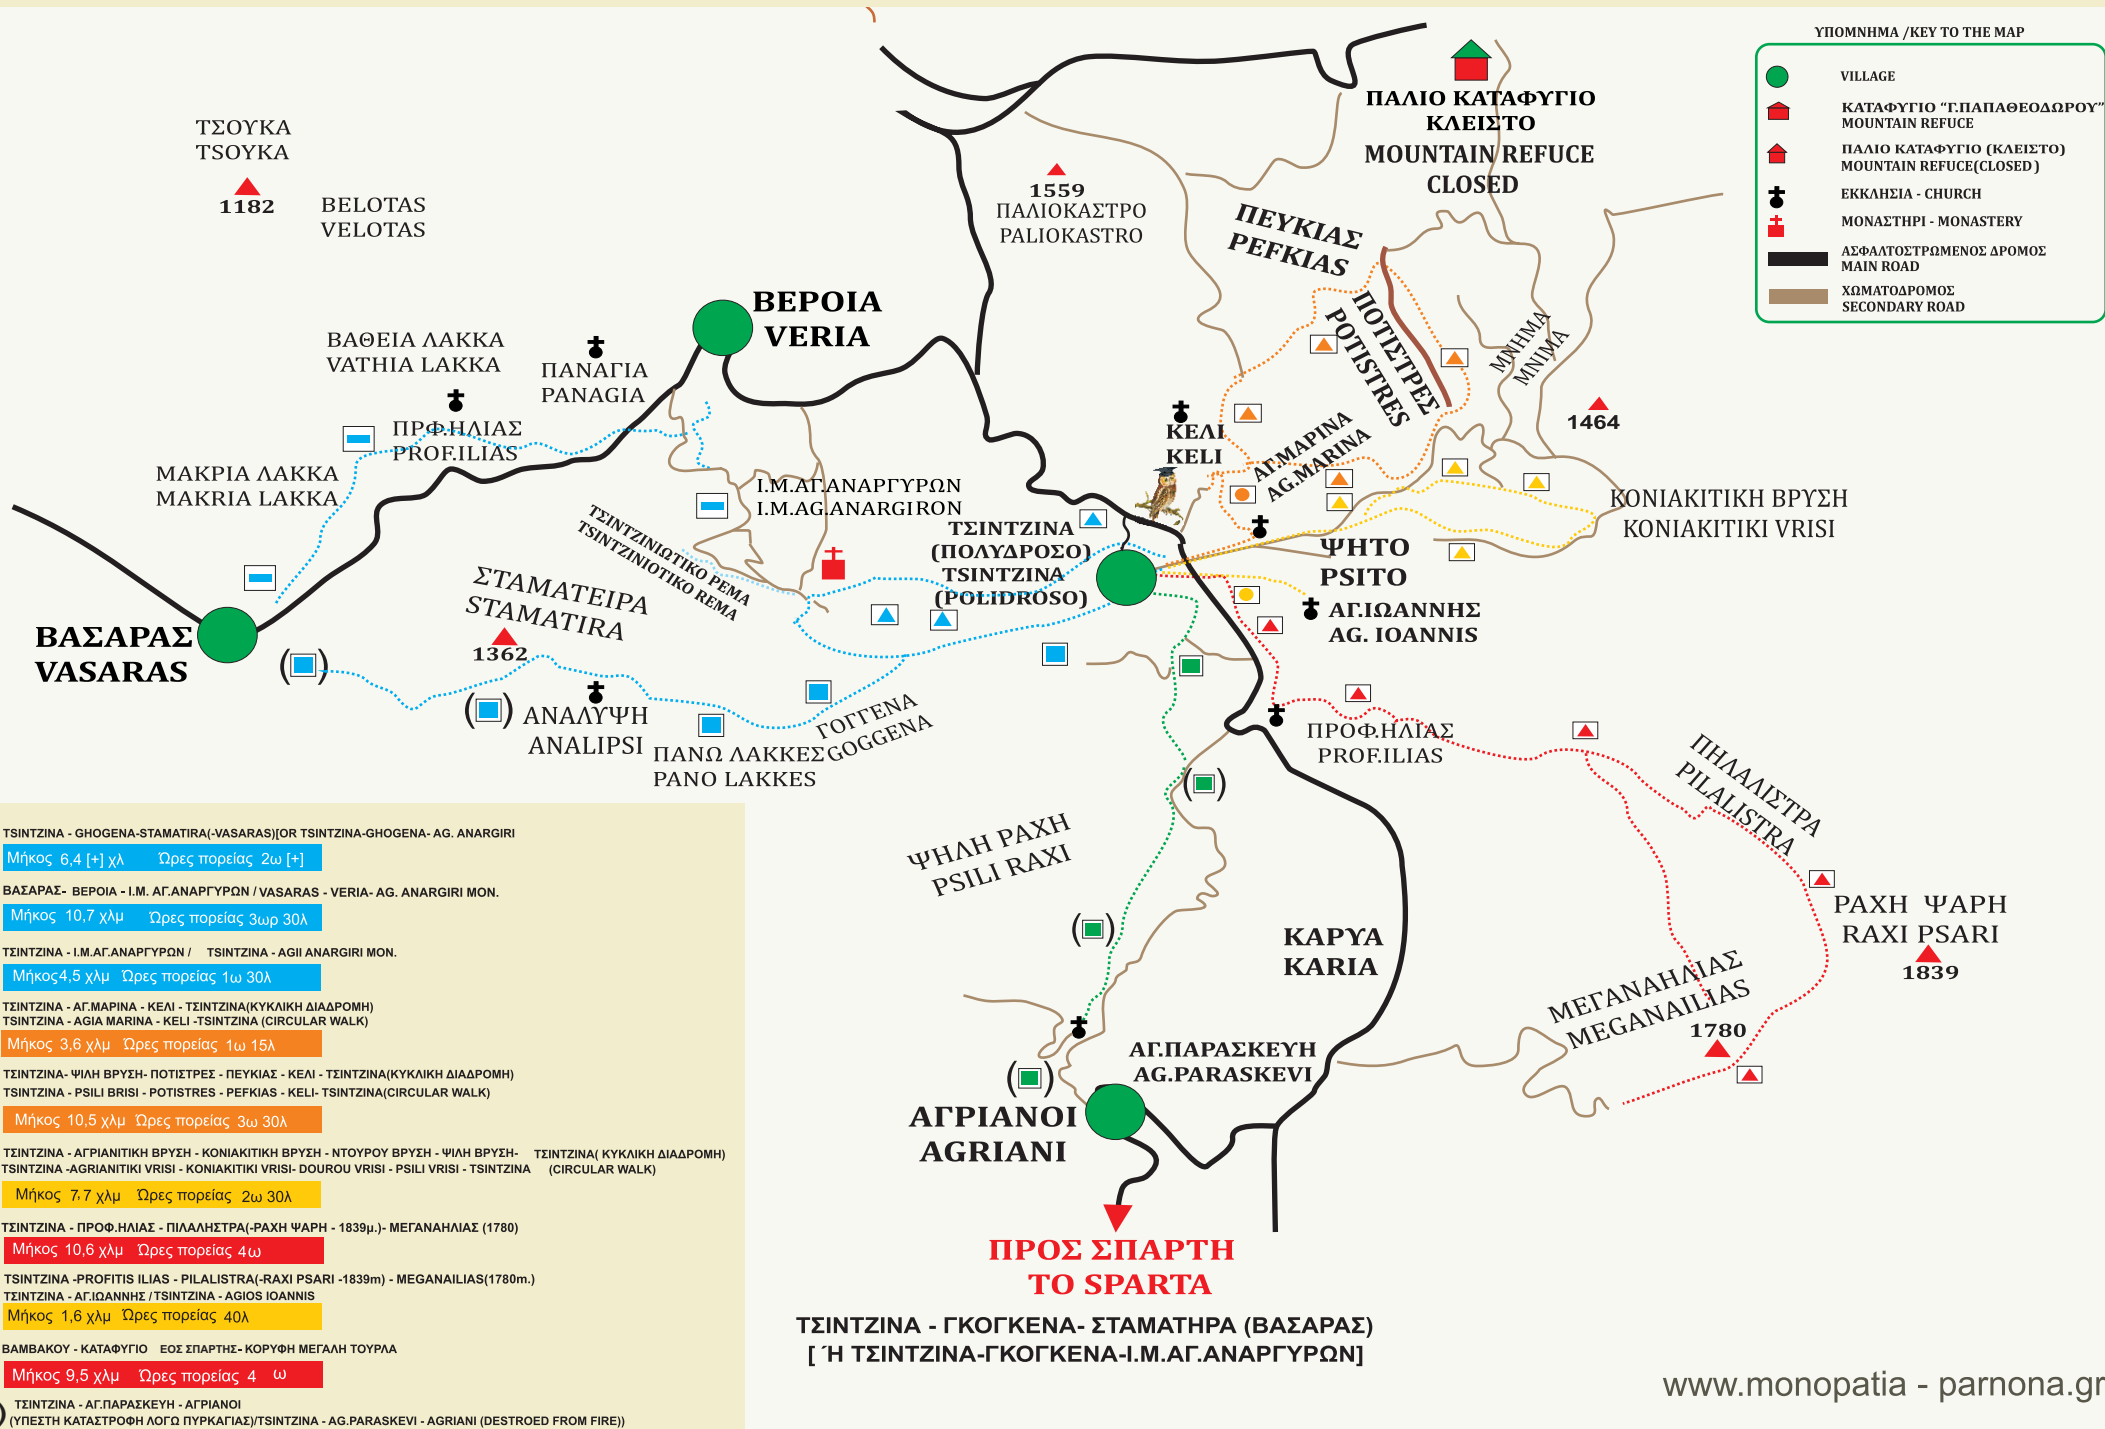 ΥΠΟΜΝΗΜΑ /KEY TO THE MAP
VILLAGE
ΚΑΤΑΦΥΓΙΟ "Γ.ΠΑΠΑΘΕΟΔΩΡΟΥ"
MOUNTAIN REFUCE
ΠΑΛΙΟ ΚΑΤΑΦΥΓΙΟ (ΚΛΕΙΣΤΟ)
MOUNTAIN REFUCE(CLOSED)
ΕΚΚΛΗΣΙΑ - CHURCH
ΜΟΝΑΣΤΗΡΙ - MONASTERY
ΑΣΦΑΛΤΟΣΤΡΩΜΕΝΟΣ ΔΡΟΜΟΣ
MAIN ROAD
ΧΩΜΑΤΟΔΡΟΜΟΣ
SECONDARY ROAD
ΠΑΛΙΟ ΚΑΤΑΦΥΓΙΟ
ΚΛΕΙΣΤΟ
MOUNTAIN REFUCE
CLOSED
ΤΣΟΥΚΑ
TSOYKA
1182
BELOTAS
VELOTAS
1559
ΠΑΛΙΟΚΑΣΤΡΟ
PALIOKASTRO
ΠΕΥΚΙΑΣ
PEFKIAS
ΠΟΤΙΣΤΡΕΣ
POTISTRES
ΜΝΗΜΑ
MNIMA
1464
ΒΕΡΟΙΑ
VERIA
ΒΑΘΕΙΑ ΛΑΚΚΑ
VATHIA LAKKA
ΠΑΝΑΓΙΑ
PANAGIA
ΠΡΦ.ΗΛΙΑΣ
PROF.ILIAS
ΜΑΚΡΙΑ ΛΑΚΚΑ
MAKRIA LAKKA
ΚΕΛΙ
KELI
ΑΓ.ΜΑΡΙΝΑ
AG.MARINA
Ι.Μ.ΑΓ.ΑΝΑΡΓΥΡΩΝ
I.M.AG.ANARGIRON
ΤΣΙΝΤΖΙΝΙΩΤΙΚΟ ΡΕΜΑ
TSINTZINIOTIKO REMA
ΤΣΙΝΤΖΙΝΑ
(ΠΟΛΥΔΡΟΣΟ)
TSINTZINA
(POLIDROSO)
ΚΟΝΙΑΚΙΤΙΚΗ ΒΡΥΣΗ
KONIAKITIKI VRISI
ΨΗΤΟ
PSITO
ΑΓ.ΙΩΑΝΝΗΣ
AG. IOANNIS
ΣΤΑΜΑΤΕΙΡΑ
STAMATIRA
1362
ΒΑΣΑΡΑΣ
VASARAS
( )
( )
ΑΝΑΛΥΨΗ
ANALIPSI
ΠΑΝΩ ΛΑΚΚΕΣ
PANO LAKKES
ΓΟΓΓΕΝΑ
GOGGENA
ΠΡΟΦ.ΗΛΙΑΣ
PROF.ILIAS
ΠΗΛΑΛΙΣΤΡΑ
PILALISTRA
( )
ΨΗΛΗ ΡΑΧΗ
PSILI RAXI
( )
ΡΑΧΗ ΨΑΡΗ
RAXI PSARI
1839
ΚΑΡΥΑ
KARIA
ΜΕΓΑΝΑΗΛΙΑΣ
MEGANAILIAS
1780
ΑΓ.ΠΑΡΑΣΚΕΥΗ
AG.PARASKEVI
( )
ΑΓΡΙΑΝΟΙ
AGRIANI
ΠΡΟΣ ΣΠΑΡΤΗ
TO SPARTA
ΤΣΙΝΤΖΙΝΑ - ΓΚΟΓΚΕΝΑ- ΣΤΑΜΑΤΗΡΑ (ΒΑΣΑΡΑΣ)
[ Ή ΤΣΙΝΤΖΙΝΑ-ΓΚΟΓΚΕΝΑ-Ι.Μ.ΑΓ.ΑΝΑΡΓΥΡΩΝ]
www.monopatia - parnona.gr
TSINTZINA - GHOGENA-STAMATIRA(-VASARAS)[OR TSINTZINA-GHOGENA- AG. ANARGIRI
Μήκος 6,4 [+] χλ Ώρες πορείας 2ω [+]
ΒΑΣΑΡΑΣ- ΒΕΡΟΙΑ - Ι.Μ. ΑΓ.ΑΝΑΡΓΥΡΩΝ / VASARAS - VERIA- AG. ANARGIRI MON.
Μήκος 10,7 χλμ Ώρες πορείας 3ωρ 30λ
ΤΣΙΝΤΖΙΝΑ - Ι.Μ.ΑΓ.ΑΝΑΡΓΥΡΩΝ / TSINTZINA - AGII ANARGIRI MON.
Μήκος4,5 χλμ Ώρες πορείας 1ω 30λ
ΤΣΙΝΤΖΙΝΑ - ΑΓ.ΜΑΡΙΝΑ - ΚΕΛΙ - ΤΣΙΝΤΖΙΝΑ(ΚΥΚΛΙΚΗ ΔΙΑΔΡΟΜΗ)
TSINTZINA - AGIA MARINA - KELI -TSINTZINA (CIRCULAR WALK)
Μήκος 3,6 χλμ Ώρες πορείας 1ω 15λ
ΤΣΙΝΤΖΙΝΑ- ΨΙΛΗ ΒΡΥΣΗ- ΠΟΤΙΣΤΡΕΣ - ΠΕΥΚΙΑΣ - ΚΕΛΙ - ΤΣΙΝΤΖΙΝΑ(ΚΥΚΛΙΚΗ ΔΙΑΔΡΟΜΗ)
TSINTZINA - PSILI BRISI - POTISTRES - PEFKIAS - KELI- TSINTZINA(CIRCULAR WALK)
Μήκος 10,5 χλμ Ώρες πορείας 3ω 30λ
ΤΣΙΝΤΖΙΝΑ - ΑΓΡΙΑΝΙΤΙΚΗ ΒΡΥΣΗ - ΚΟΝΙΑΚΙΤΙΚΗ ΒΡΥΣΗ - ΝΤΟΥΡΟΥ ΒΡΥΣΗ - ΨΙΛΗ ΒΡΥΣΗ- ΤΣΙΝΤΖΙΝΑ( ΚΥΚΛΙΚΗ ΔΙΑΔΡΟΜΗ)
TSINTZINA -AGRIANITIKI VRISI - KONIAKITIKI VRISI- DOUROU VRISI - PSILI VRISI - TSINTZINA (CIRCULAR WALK)
Μήκος 7,7 χλμ Ώρες πορείας 2ω 30λ
ΤΣΙΝΤΖΙΝΑ - ΠΡΟΦ.ΗΛΙΑΣ - ΠΙΛΑΛΗΣΤΡΑ(-ΡΑΧΗ ΨΑΡΗ - 1839μ.)- ΜΕΓΑΝΑΗΛΙΑΣ (1780)
Μήκος 10,6 χλμ Ώρες πορείας 4ω
TSINTZINA -PROFITIS ILIAS - PILALISTRA(-RAXI PSARI -1839m) - MEGANAILIAS(1780m.)
ΤΣΙΝΤΖΙΝΑ - ΑΓ.ΙΩΑΝΝΗΣ / TSINTZINA - AGIOS IOANNIS
Μήκος 1,6 χλμ Ώρες πορείας 40λ
ΒΑΜΒΑΚΟΥ - ΚΑΤΑΦΥΓΙΟ ΕΟΣ ΣΠΑΡΤΗΣ- ΚΟΡΥΦΗ ΜΕΓΑΛΗ ΤΟΥΡΛΑ
Μήκος 9,5 χλμ Ώρες πορείας 4 ω
ΤΣΙΝΤΖΙΝΑ - ΑΓ.ΠΑΡΑΣΚΕΥΗ - ΑΓΡΙΑΝΟΙ
) (ΥΠΕΣΤΗ ΚΑΤΑΣΤΡΟΦΗ ΛΟΓΩ ΠΥΡΚΑΓΙΑΣ)/TSINTZINA - AG.PARASKEVI - AGRIANI (DESTROED FROM FIRE))